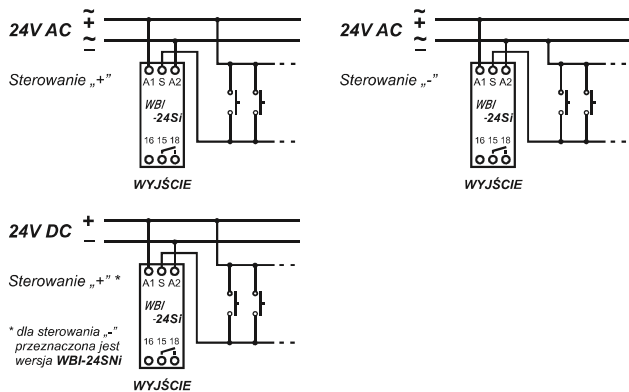 ~
+
24V AC
~
−
Sterowanie „+”
A1 S A2
WBI
-24Si
16 15 18
WYJŚCIE
~
+
24V AC
~
−
Sterowanie „-”
A1 S A2
WBI
-24Si
16 15 18
WYJŚCIE
+
24V DC
−
Sterowanie „+” *
A1 S A2
WBI
-24Si
* dla sterowania „-”
przeznaczona jest
wersja WBI-24SNi
16 15 18
WYJŚCIE